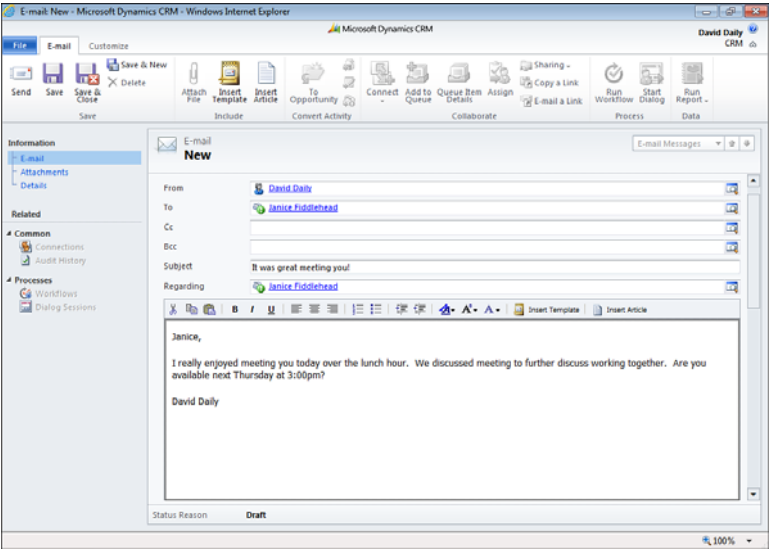 E-mail: New - Microsoft Dynamics CRM - Windows Internet Explorer
Microsoft Dynamics CRM
David Daily
CRM
File E-mail Customize
Send
Save
Save & Close
Save & New
Delete
Save
Attach File
Insert Template
Insert Article
Include
To Opportunity
Convert Activity
Connect
Add to Queue
Queue Item Details
Assign
Sharing
Copy a Link
E-mail a Link
Collaborate
Run Workflow
Start Dialog
Process
Run Report
Data
Information
E-mail
Attachments
Details
Related
Common
Connections
Audit History
Processes
Workflows
Dialog Sessions
E-mail
New
E-mail Messages
From David Daily
To Janice Fiddlehead
Cc
Bcc
Subject It was great meeting you!
Regarding Janice Fiddlehead
B I U A A A Insert Template Insert Article
Janice,
I really enjoyed meeting you today over the lunch hour. We discussed meeting to further discuss working together. Are you
available next Thursday at 3:00pm?
David Daily
Status Reason Draft
100%